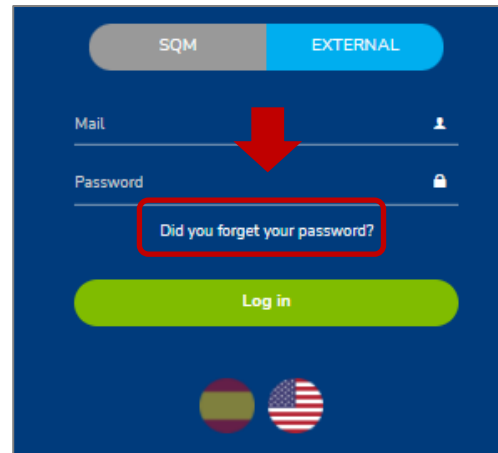 SQM EXTERNAL
Mail
Password
Did you forget your password?
Log in